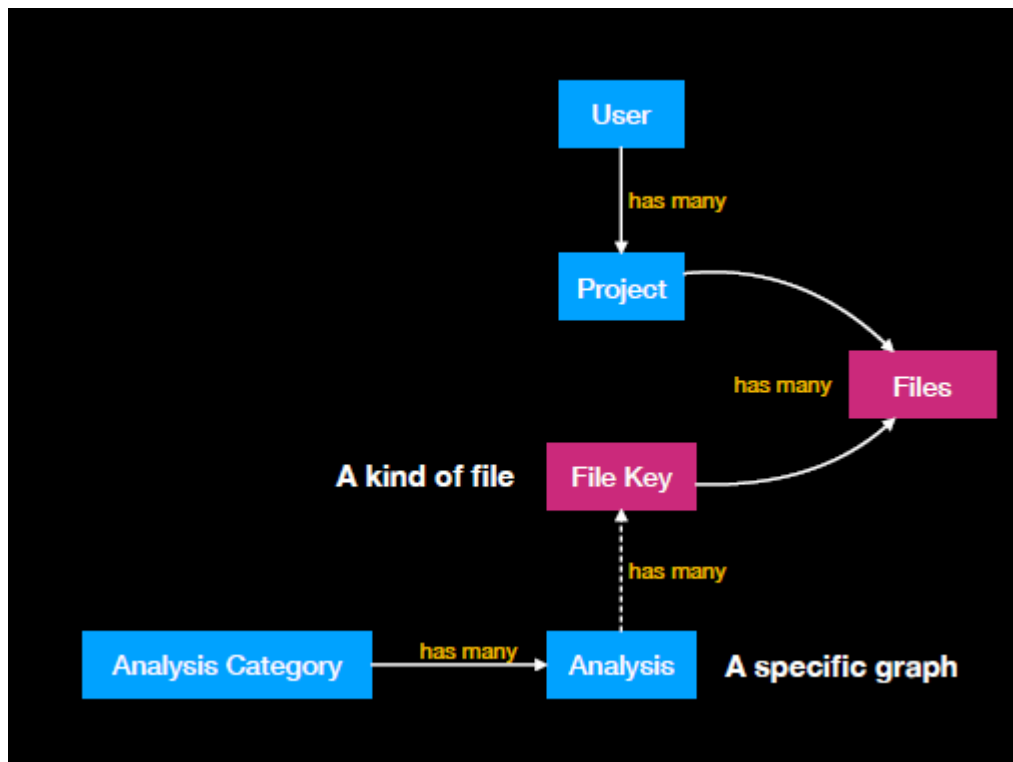 User
has many
Project
has many
Files
A kind of file
File Key
has many
Analysis Category
has many
Analysis
A specific graph